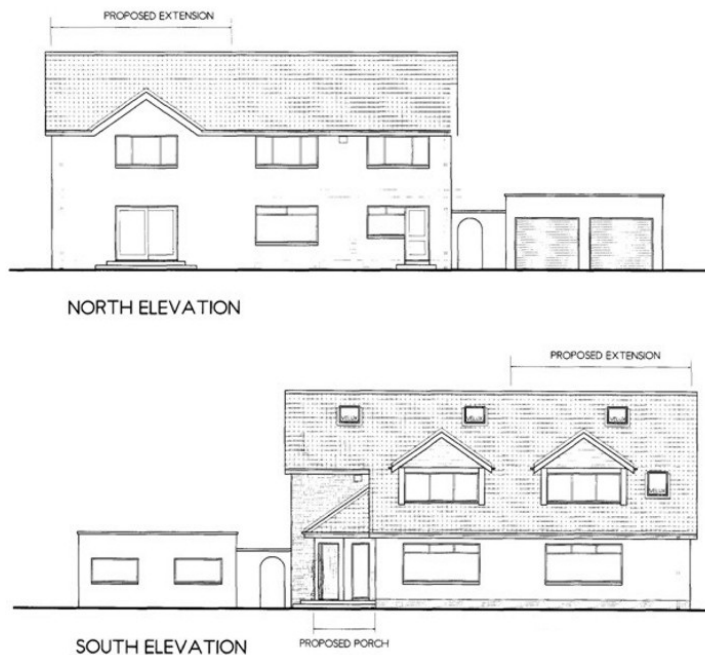 PROPOSED EXTENSION
NORTH ELEVATION
PROPOSED EXTENSION
SOUTH ELEVATION
PROPOSED PORCH